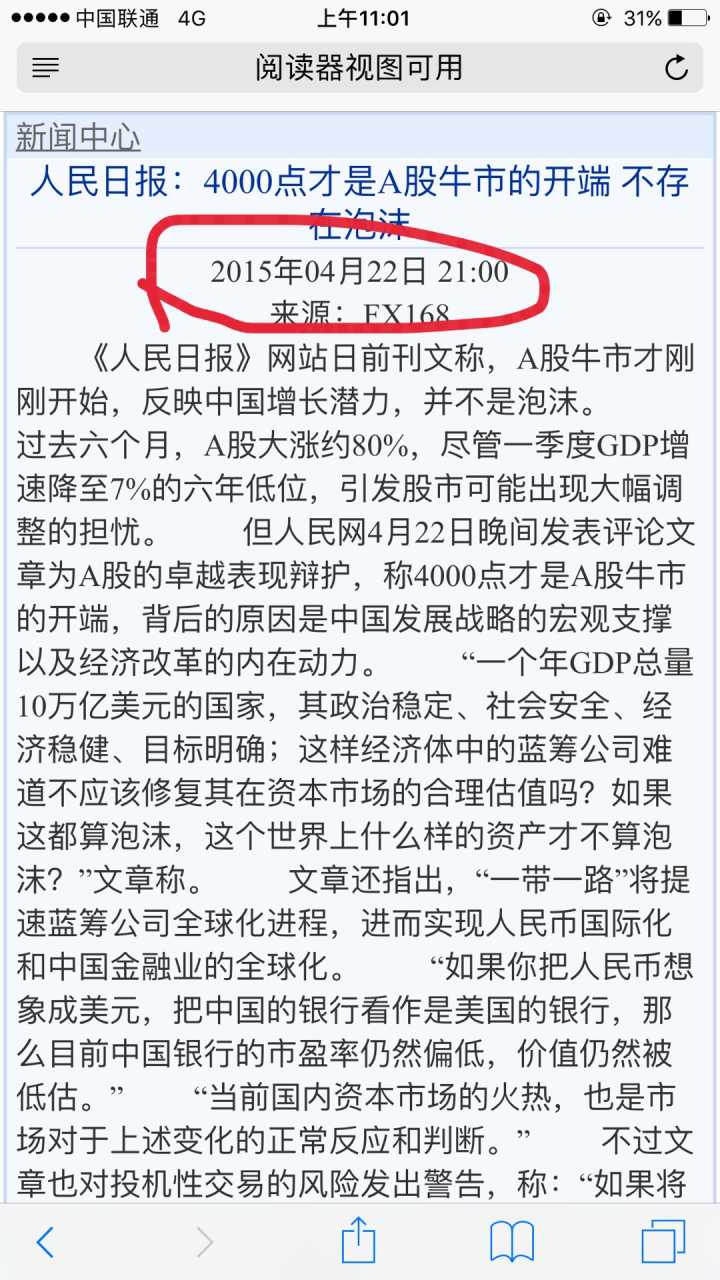 中国联通 4G 上午11:01 31%
阅读器视图可用
新闻中心
人民日报：4000点才是A股牛市的开端 不存
在泡沫
2015年04月22日 21:00
来源：FX168
《人民日报》网站日前刊文称，A股牛市才刚
刚开始，反映中国增长潜力，并不是泡沫。
过去六个月，A股大涨约80%，尽管一季度GDP增
速降至7%的六年低位，引发股市可能出现大幅调
整的担忧。 但人民网4月22日晚间发表评论文
章为A股的卓越表现辩护，称4000点才是A股牛市
的开端，背后的原因是中国发展战略的宏观支撑
以及经济改革的内在动力。 “一个年GDP总量
10万亿美元的国家，其政治稳定、社会安全、经
济稳健、目标明确；这样经济体中的蓝筹公司难
道不应该修复其在资本市场的合理估值吗？如果
这都算泡沫，这个世界上什么样的资产才不算泡
沫？”文章称。 文章还指出，“一带一路”将提
速蓝筹公司全球化进程，进而实现人民币国际化
和中国金融业的全球化。 “如果你把人民币想
象成美元，把中国的银行看作是美国的银行，那
么目前中国银行的市盈率仍然偏低，价值仍然被
低估。” “当前国内资本市场的火热，也是市
场对于上述变化的正常反应和判断。” 不过文
章也对投机性交易的风险发出警告，称：“如果将